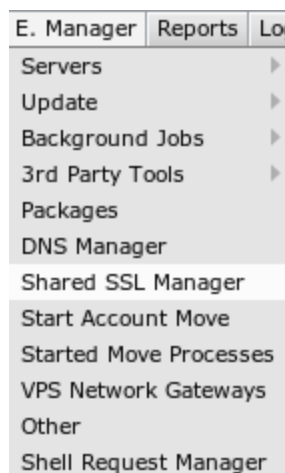 E. Manager Reports
Servers
Update
Background Jobs
3rd Party Tools
Packages
DNS Manager
Shared SSL Manager
Start Account Move
Started Move Processes
VPS Network Gateways
Other
Shell Request Manager